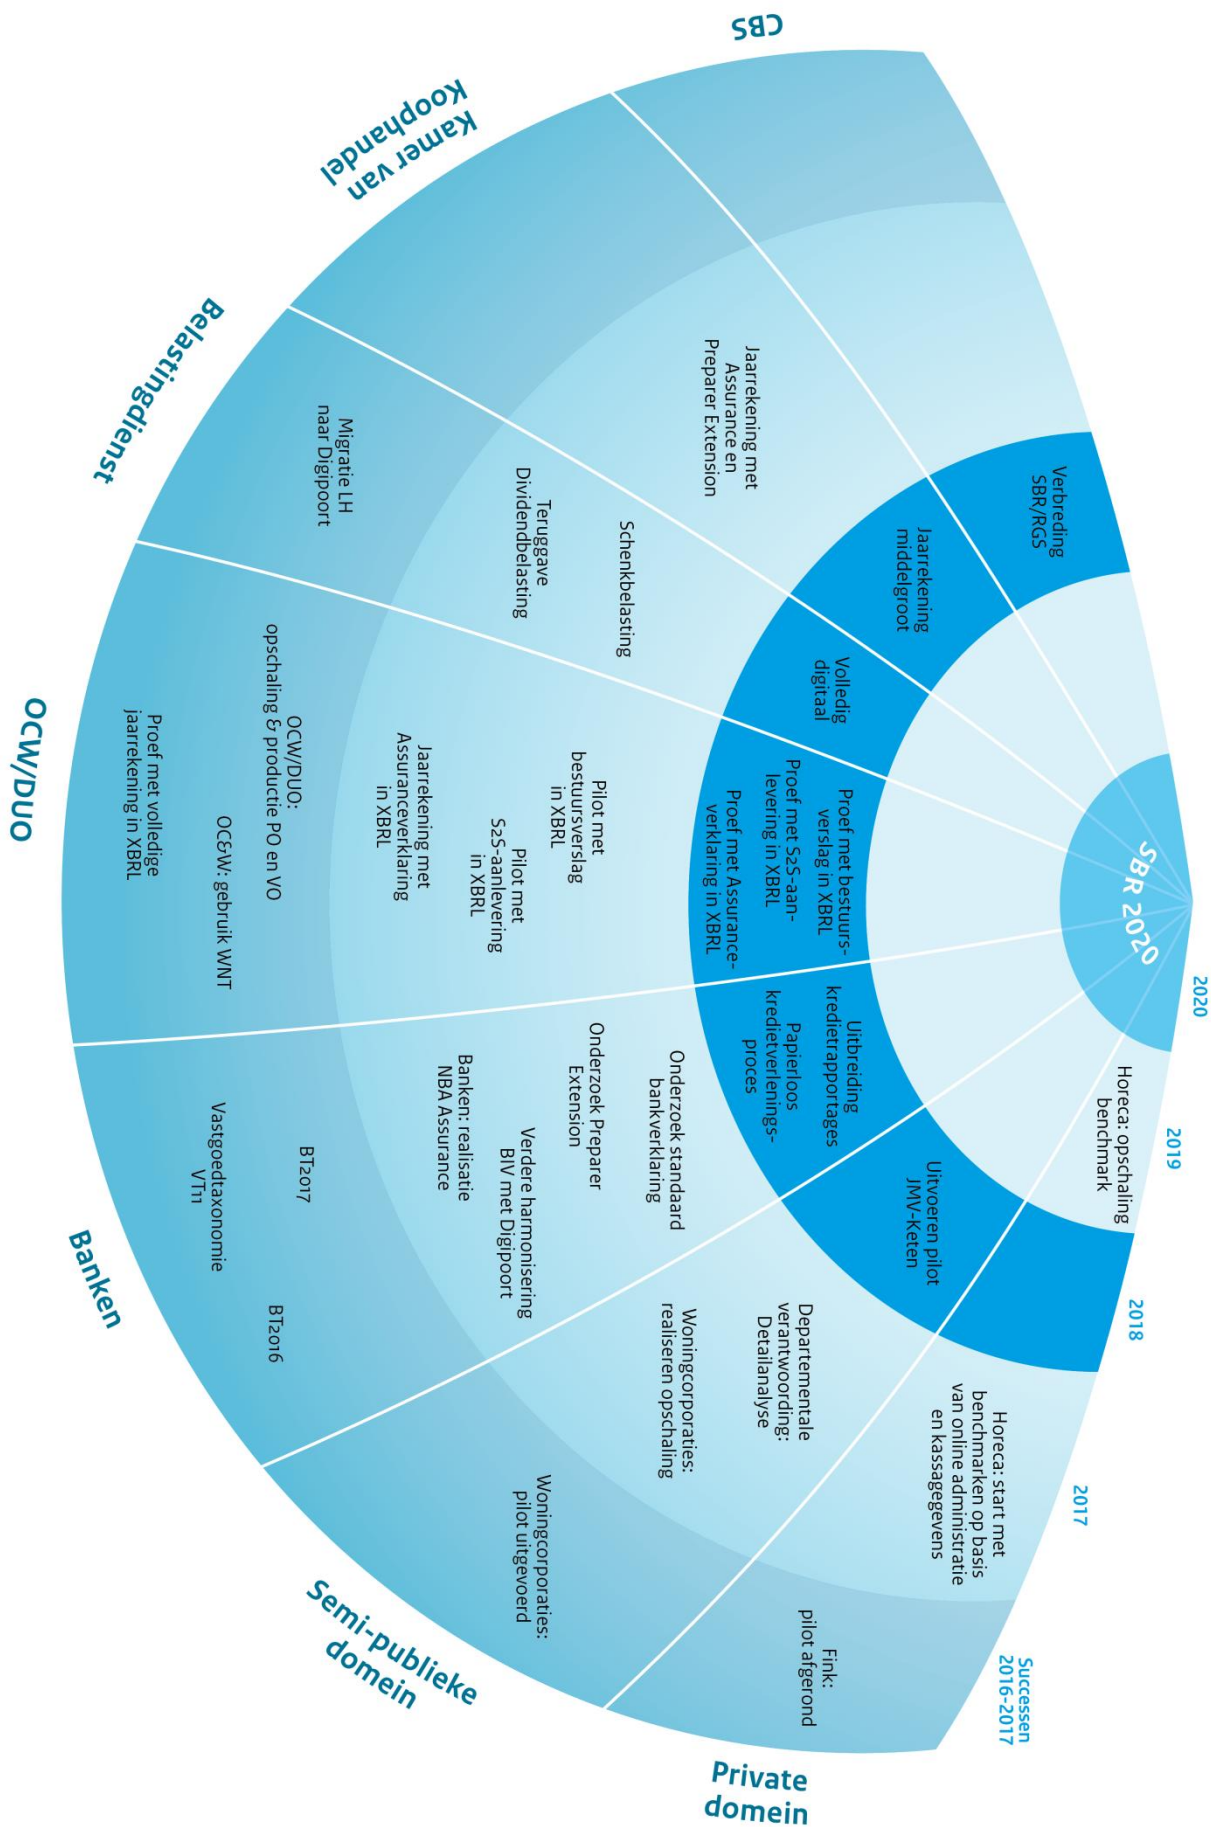 CBS
Kamer van
Koophandel
Belastingdienst
OCW/DUO
Banken
Semi-publieke
domein
Private
domein
SBR 2020
2020
2019
2018
2017
Successen
2016-2017
Verbreding
SBR/RGS
Jaarrekening
middelgroot
Jaarrekening met
Assurance en
Preparer Extension
Volledig
digitaal
Schenkbelasting
Teruggave
Dividendbelasting
Migratie LH
naar Digipoort
Proef met bestuurs-
verslag in XBRL
Proef met S2S-aan-
levering in XBRL
Proef met Assurance-
verklaring in XBRL
Pilot met
bestuursverslag
in XBRL
Pilot met
S2S-aanlevering
in XBRL
Jaarrekening met
Assuranceverklaring
in XBRL
OCW/DUO:
opschaling & productie PO en VO
OC&W: gebruik WNT
Proef met volledige
jaarrekening in XBRL
Uitbreiding
kredietrapportages
Papierloos
kredietverlenings-
proces
Onderzoek standaard
bankverklaring
Onderzoek Preparer
Extension
Verdere harmonisering
BIV met Digipoort
Banken: realisatie
NBA Assurance
BT2017
Vastgoedtaxonomie
VT11
BT2016
Uitvoeren pilot
JMV-Keten
Departementale
verantwoording:
Detailanalyse
Woningcorporaties:
realiseren opschaling
Woningcorporaties:
pilot uitgevoerd
Horeca: opschaling
benchmark
Horeca: start met
benchmarken op basis
van online administratie
en kassagegevens
Fink:
pilot afgerond